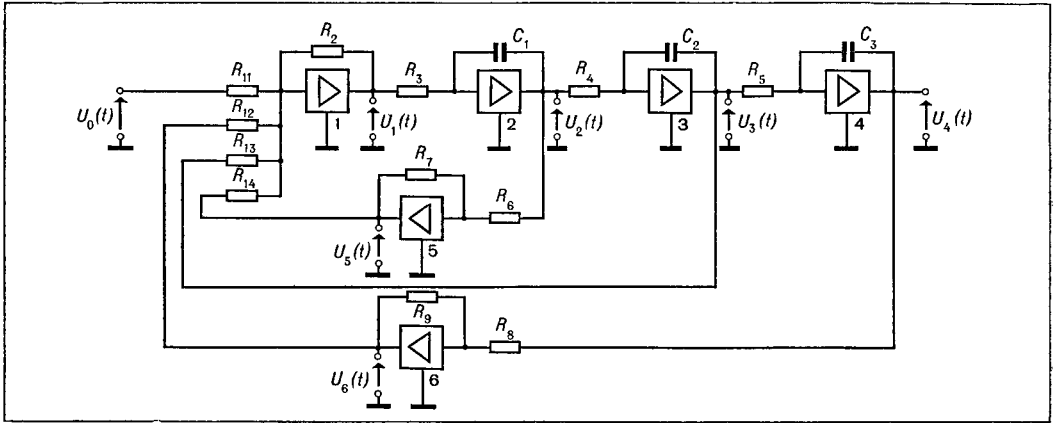 R2
C1
C2
C3
R11
R3
R4
R5
U0(t)
R12
1
U1(t)
2
U2(t)
3
U3(t)
4
U4(t)
R13
R7
R14
R6
U5(t)
5
R9
R8
U6(t)
6